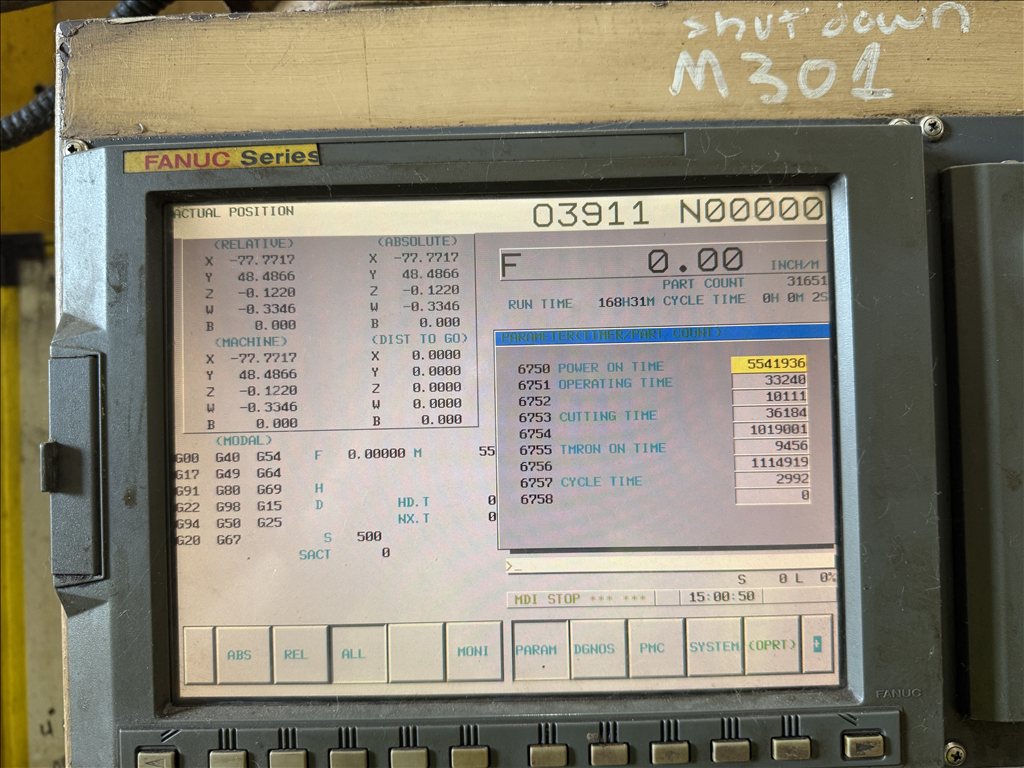 shutdown
M301
FANUC Series
ACTUAL POSITION
O3911 N00000
(RELATIVE)
X -77.7717
Y 48.4866
Z -0.1220
W -0.3346
B 0.000
(ABSOLUTE)
X -77.7717
Y 48.4866
Z -0.1220
W -0.3346
B 0.000
(MACHINE)
X -77.7717
Y 48.4866
Z -0.1220
W -0.3346
B 0.000
(DIST TO GO)
X 0.0000
Y 0.0000
Z 0.0000
W 0.0000
B 0.000
(MODAL)
G00 G40 G54
G17 G49 G64
G91 G80 G69
G22 G98 G15
G94 G50 G25
G20 G67
F 0.00000 M 55
H
D
HD.T 0
NX.T 0
S 500
SACT 0
F 0.00 INCH/M
PART COUNT 31651
RUN TIME 168H31M CYCLE TIME 0H 0M 2S
PARAMETER(TIMER/PART COUNT)
6750 POWER ON TIME 5541936
6751 OPERATING TIME 33240
6752 10111
6753 CUTTING TIME 36184
6754 1019001
6755 TMRON ON TIME 9456
6756 1114919
6757 CYCLE TIME 2992
6758 0
>_
S 0 L 0%
MDI STOP *** ***
15:00:50
ABS REL ALL MONI PARAM DGNOS PMC SYSTEM (OPRT)
FANUC